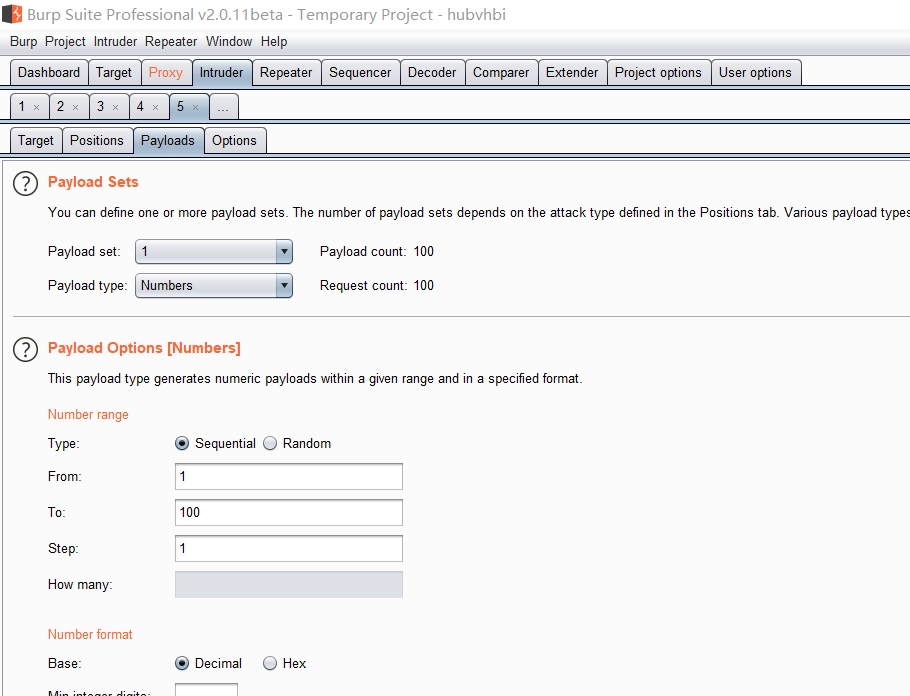 Burp Suite Professional v2.0.11beta - Temporary Project - hubvhbi
Burp Project Intruder Repeater Window Help
Dashboard Target Proxy Intruder Repeater Sequencer Decoder Comparer Extender Project options User options
1 × 2 × 3 × 4 × 5 × ...
Target Positions Payloads Options
? Payload Sets
You can define one or more payload sets. The number of payload sets depends on the attack type defined in the Positions tab. Various payload types
Payload set: 1 Payload count: 100
Payload type: Numbers Request count: 100
? Payload Options [Numbers]
This payload type generates numeric payloads within a given range and in a specified format.
Number range
Type: Sequential Random
From: 1
To: 100
Step: 1
How many:
Number format
Base: Decimal Hex
Min integer digits: